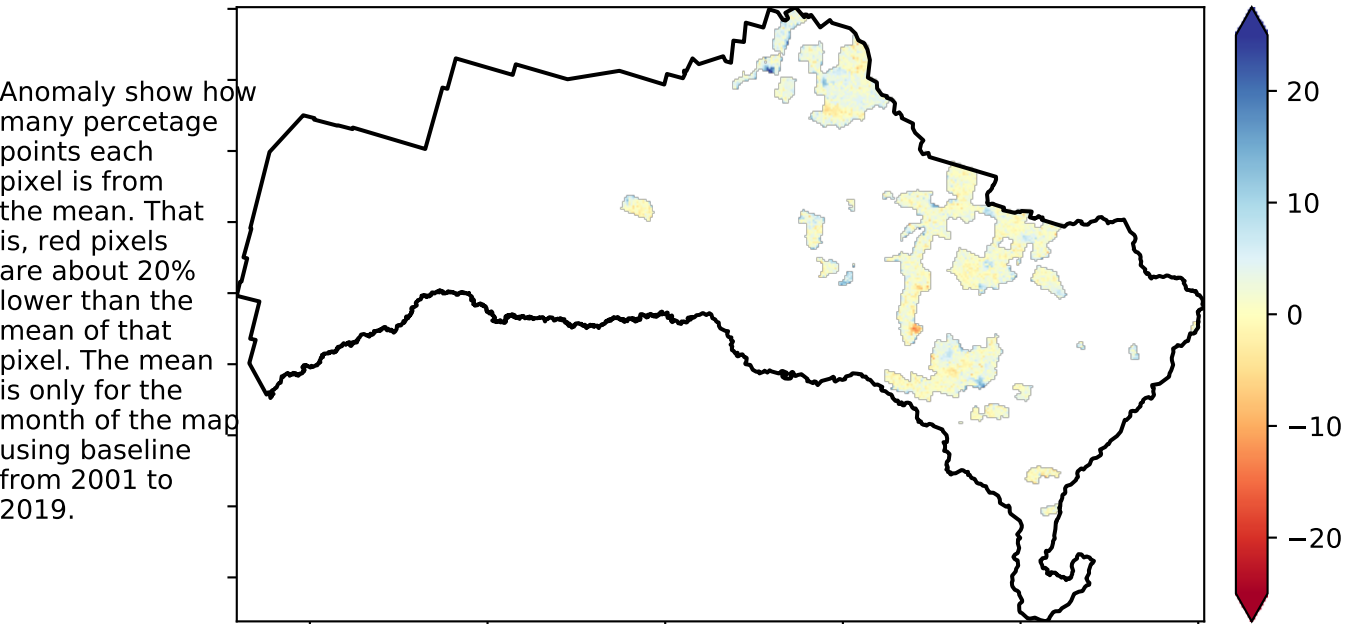 Anomaly show how
many percetage
points each
pixel is from
the mean. That
is, red pixels
are about 20%
lower than the
mean of that
pixel. The mean
is only for the
month of the map
using baseline
from 2001 to
2019.
20
10
0
−10
−20